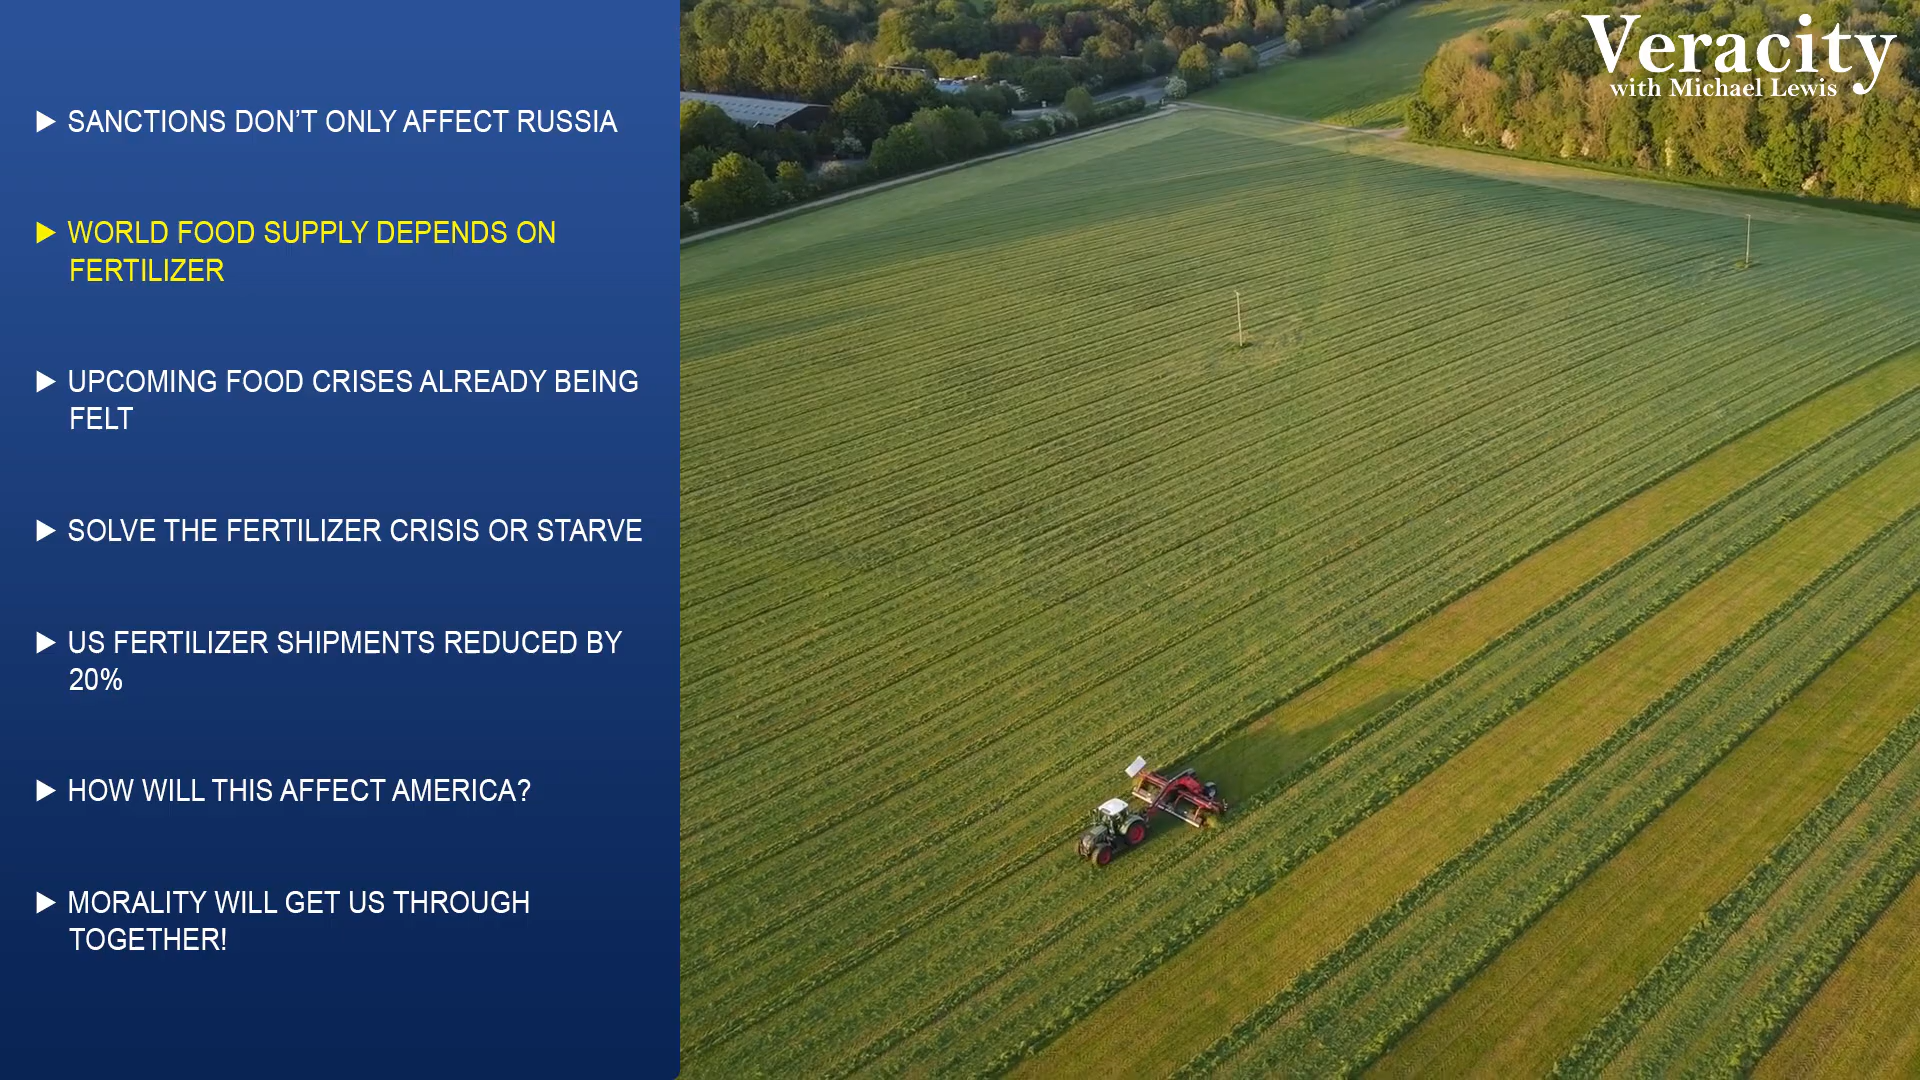 ► SANCTIONS DON’T ONLY AFFECT RUSSIA
► WORLD FOOD SUPPLY DEPENDS ON
FERTILIZER
► UPCOMING FOOD CRISES ALREADY BEING
FELT
► SOLVE THE FERTILIZER CRISIS OR STARVE
► US FERTILIZER SHIPMENTS REDUCED BY
20%
► HOW WILL THIS AFFECT AMERICA?
► MORALITY WILL GET US THROUGH
TOGETHER!
Veracity
with Michael Lewis